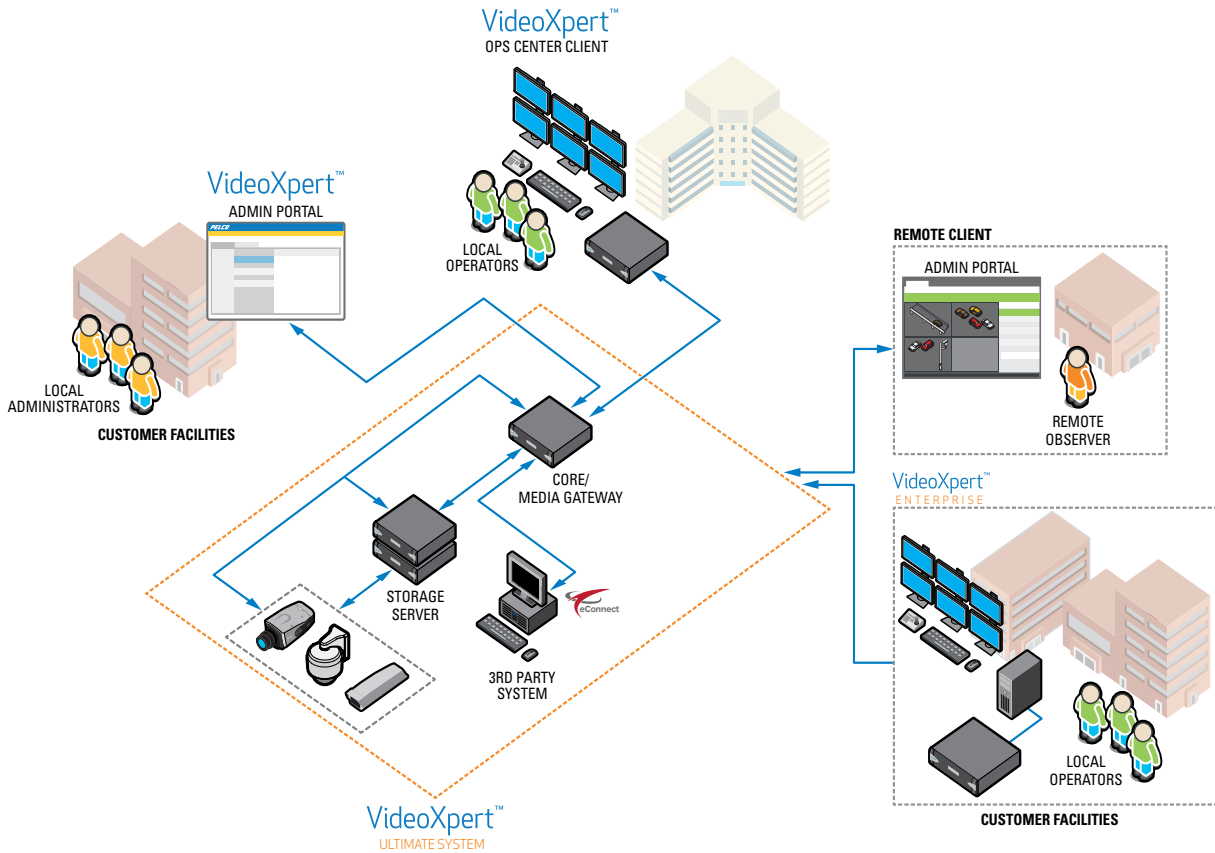 VideoXpert™
OPS CENTER CLIENT
LOCAL
OPERATORS
VideoXpert™
ADMIN PORTAL
PELCO
LOCAL
ADMINISTRATORS
CUSTOMER FACILITIES
REMOTE CLIENT
ADMIN PORTAL
REMOTE
OBSERVER
CORE/
MEDIA GATEWAY
STORAGE
SERVER
eConnect
3RD PARTY
SYSTEM
VideoXpert™
ENTERPRISE
LOCAL
OPERATORS
CUSTOMER FACILITIES
VideoXpert™
ULTIMATE SYSTEM